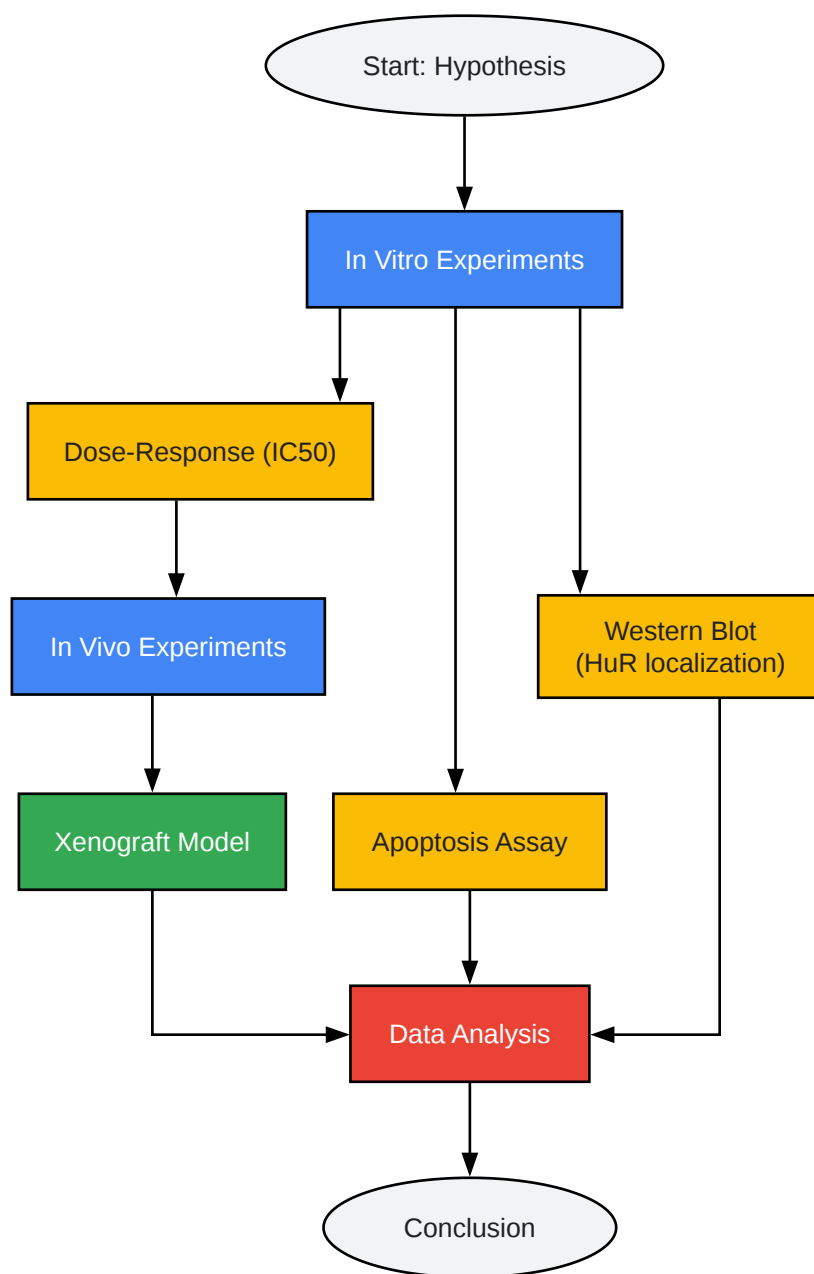 Start: Hypothesis
In Vitro Experiments
Dose-Response (IC50)
In Vivo Experiments
Western Blot
(HuR localization)
Xenograft Model
Apoptosis Assay
Data Analysis
Conclusion